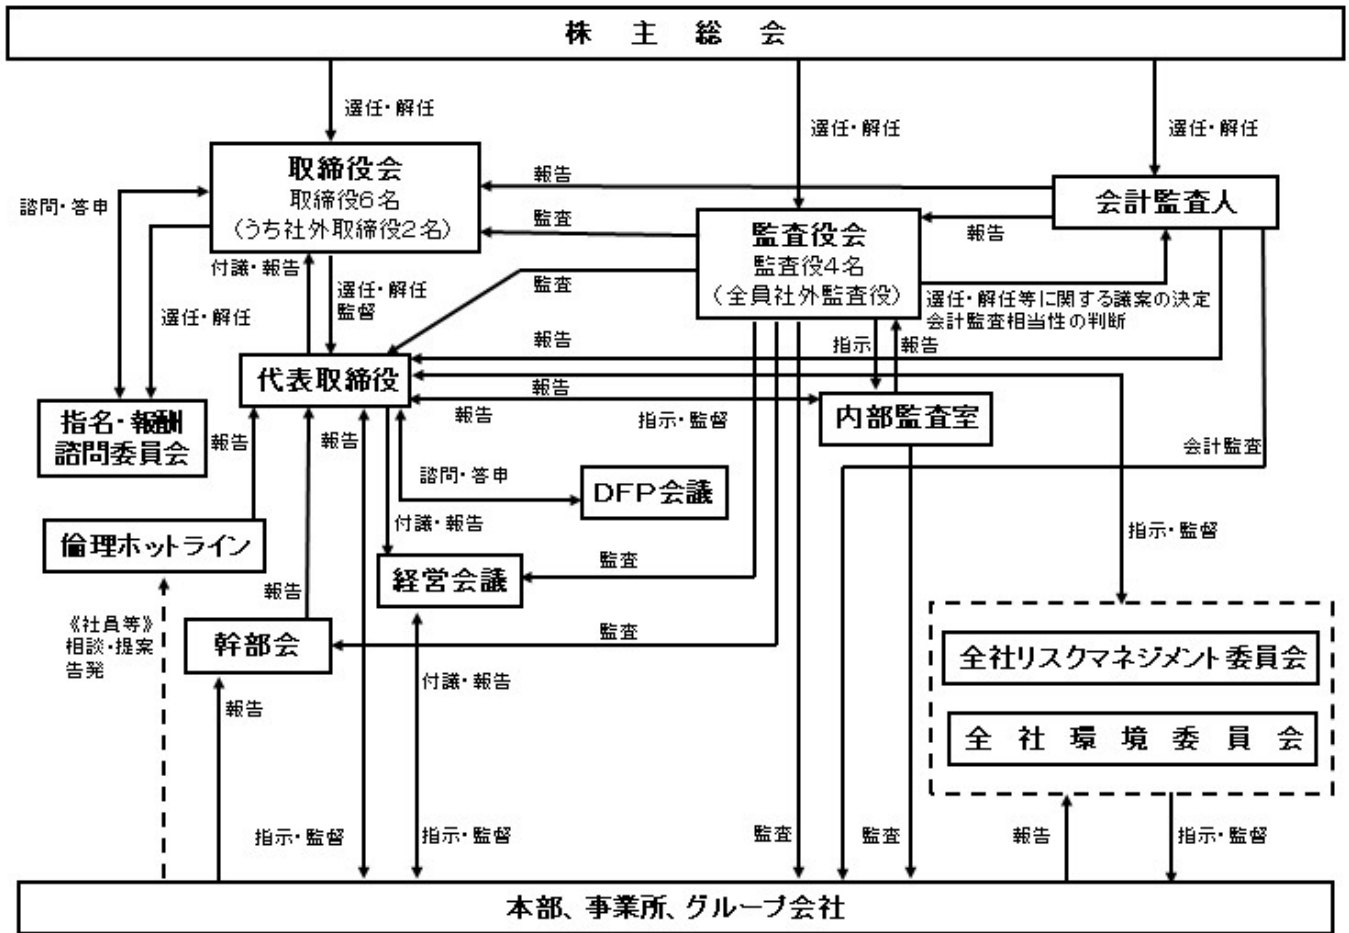 株主総会
選任・解任
選任・解任
選任・解任
取締役会
取締役6名
(うち社外取締役2名)
報告
会計監査人
諮問・答申
監査
監査役会
監査役4名
(全員社外監査役)
報告
付議・報告
選任・解任
監督
監査
選任・解任等に関する議案の決定
会計監査相当性の判断
選任・解任
報告
指示
報告
代表取締役
報告
報告
指示・監督
内部監査室
指名・報酬
諮問委員会
報告
報告
会計監査
諮問・答申
DFP会議
倫理ホットライン
付議・報告
指示・監督
経営会議
監査
報告
《社員等》
相談・提案
告発
幹部会
監査
全社リスクマネジメント委員会
付議・報告
報告
全社環境委員会
指示・監督
指示・監督
監査
監査
報告
指示・監督
本部、事業所、グループ会社